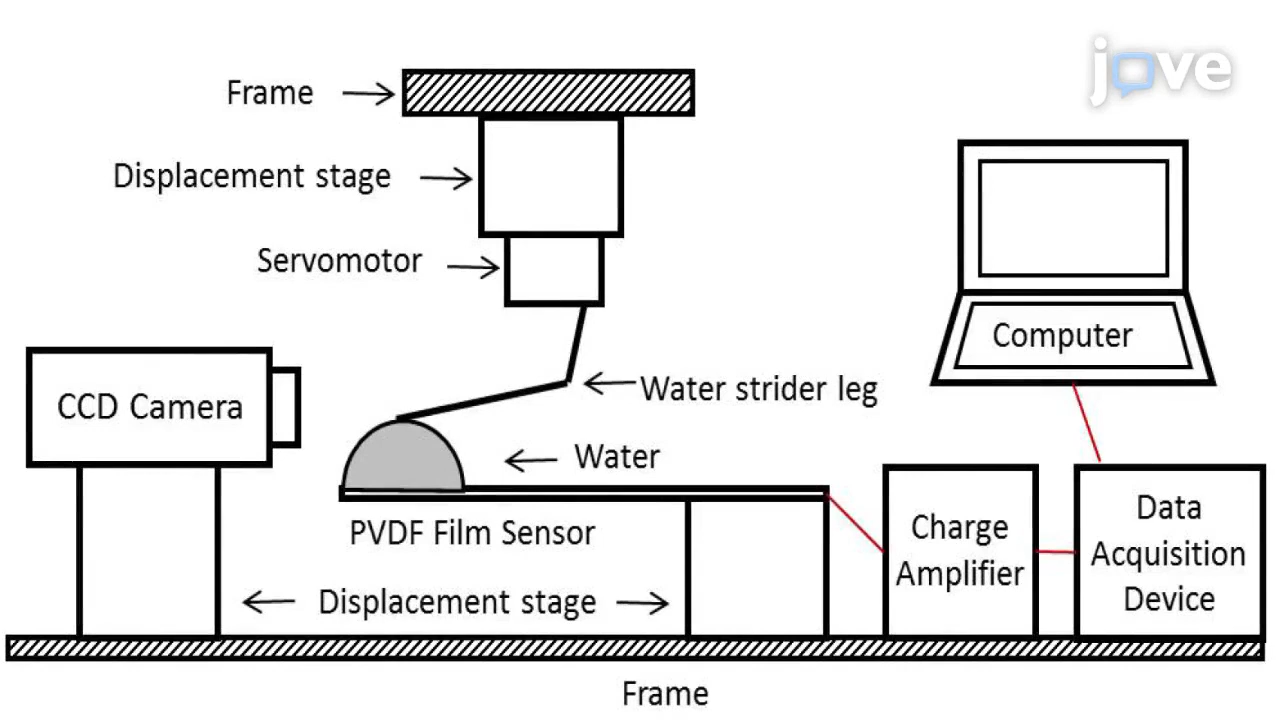 jove
Frame
Displacement stage
Servomotor
Computer
CCD Camera
Water strider leg
Water
PVDF Film Sensor
Charge
Amplifier
Data
Acquisition
Device
Displacement stage
Frame